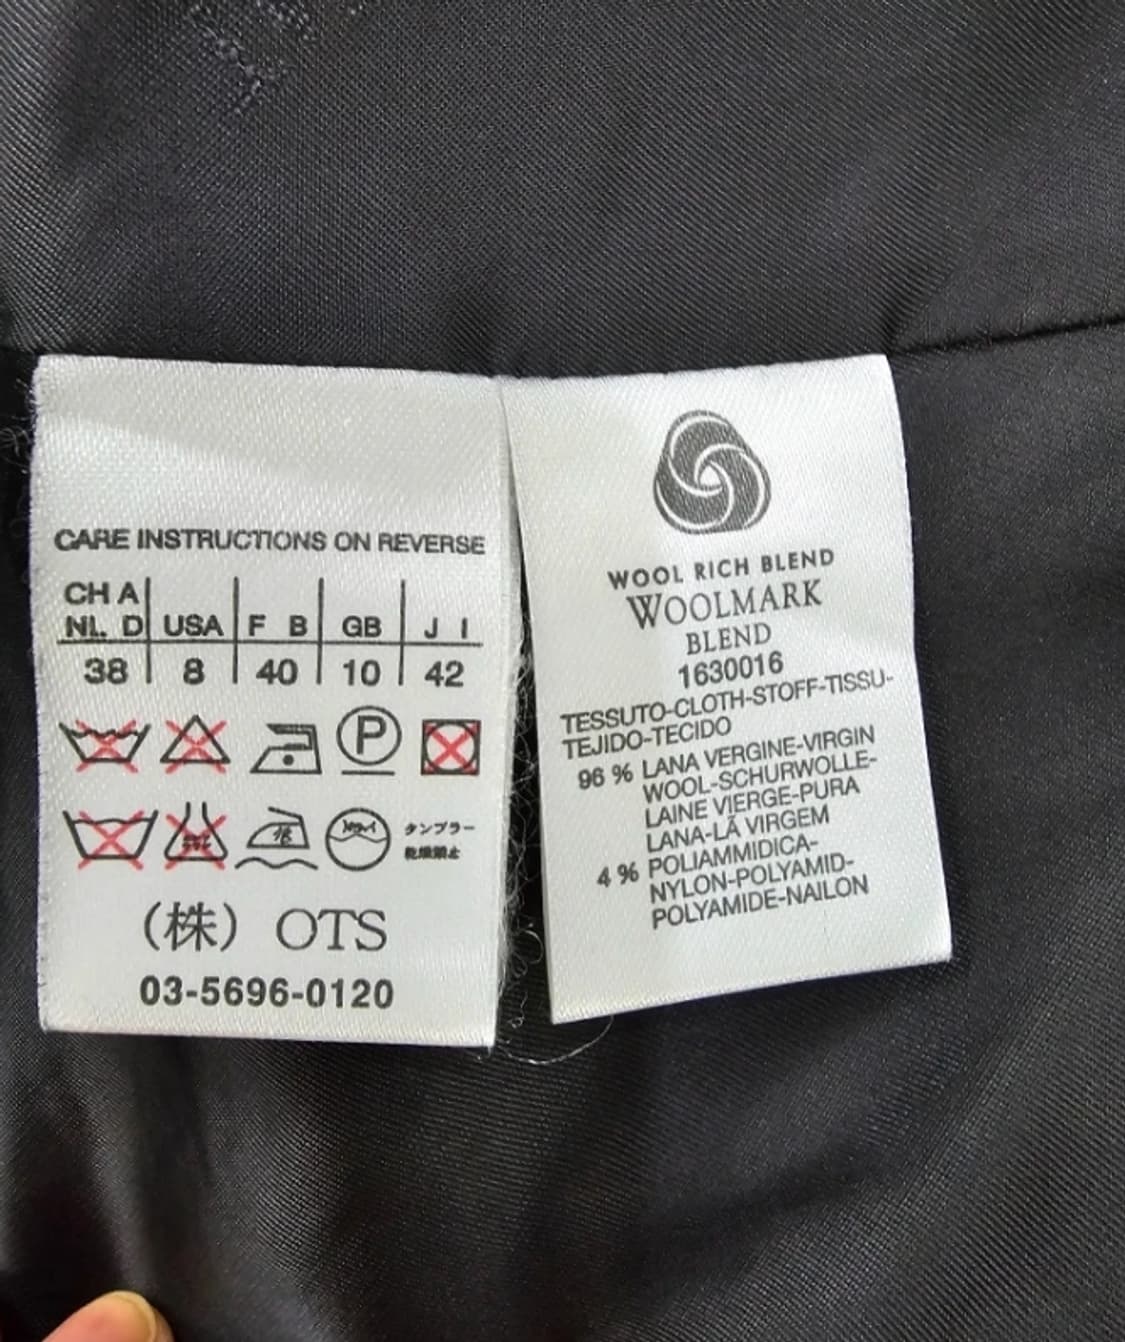 CARE INSTRUCTIONS ON REVERSE
CH A
NL D USA F B GB J I
38 8 40 10 42
P
タンブラー
乾燥禁止
（株） OTS
03-5696-0120
WOOL RICH BLEND
WOOLMARK
BLEND
1630016
TESSUTO-CLOTH-STOFF-TISSU-
TEJIDO-TECIDO
96 % LANA VERGINE-VIRGIN
WOOL-SCHURWOLLE-
LAINE VIERGE-PURA
LANA-LÃ VIRGEM
4 % POLIAMMIDICA-
NYLON-POLYAMID-
POLYAMIDE-NAILON